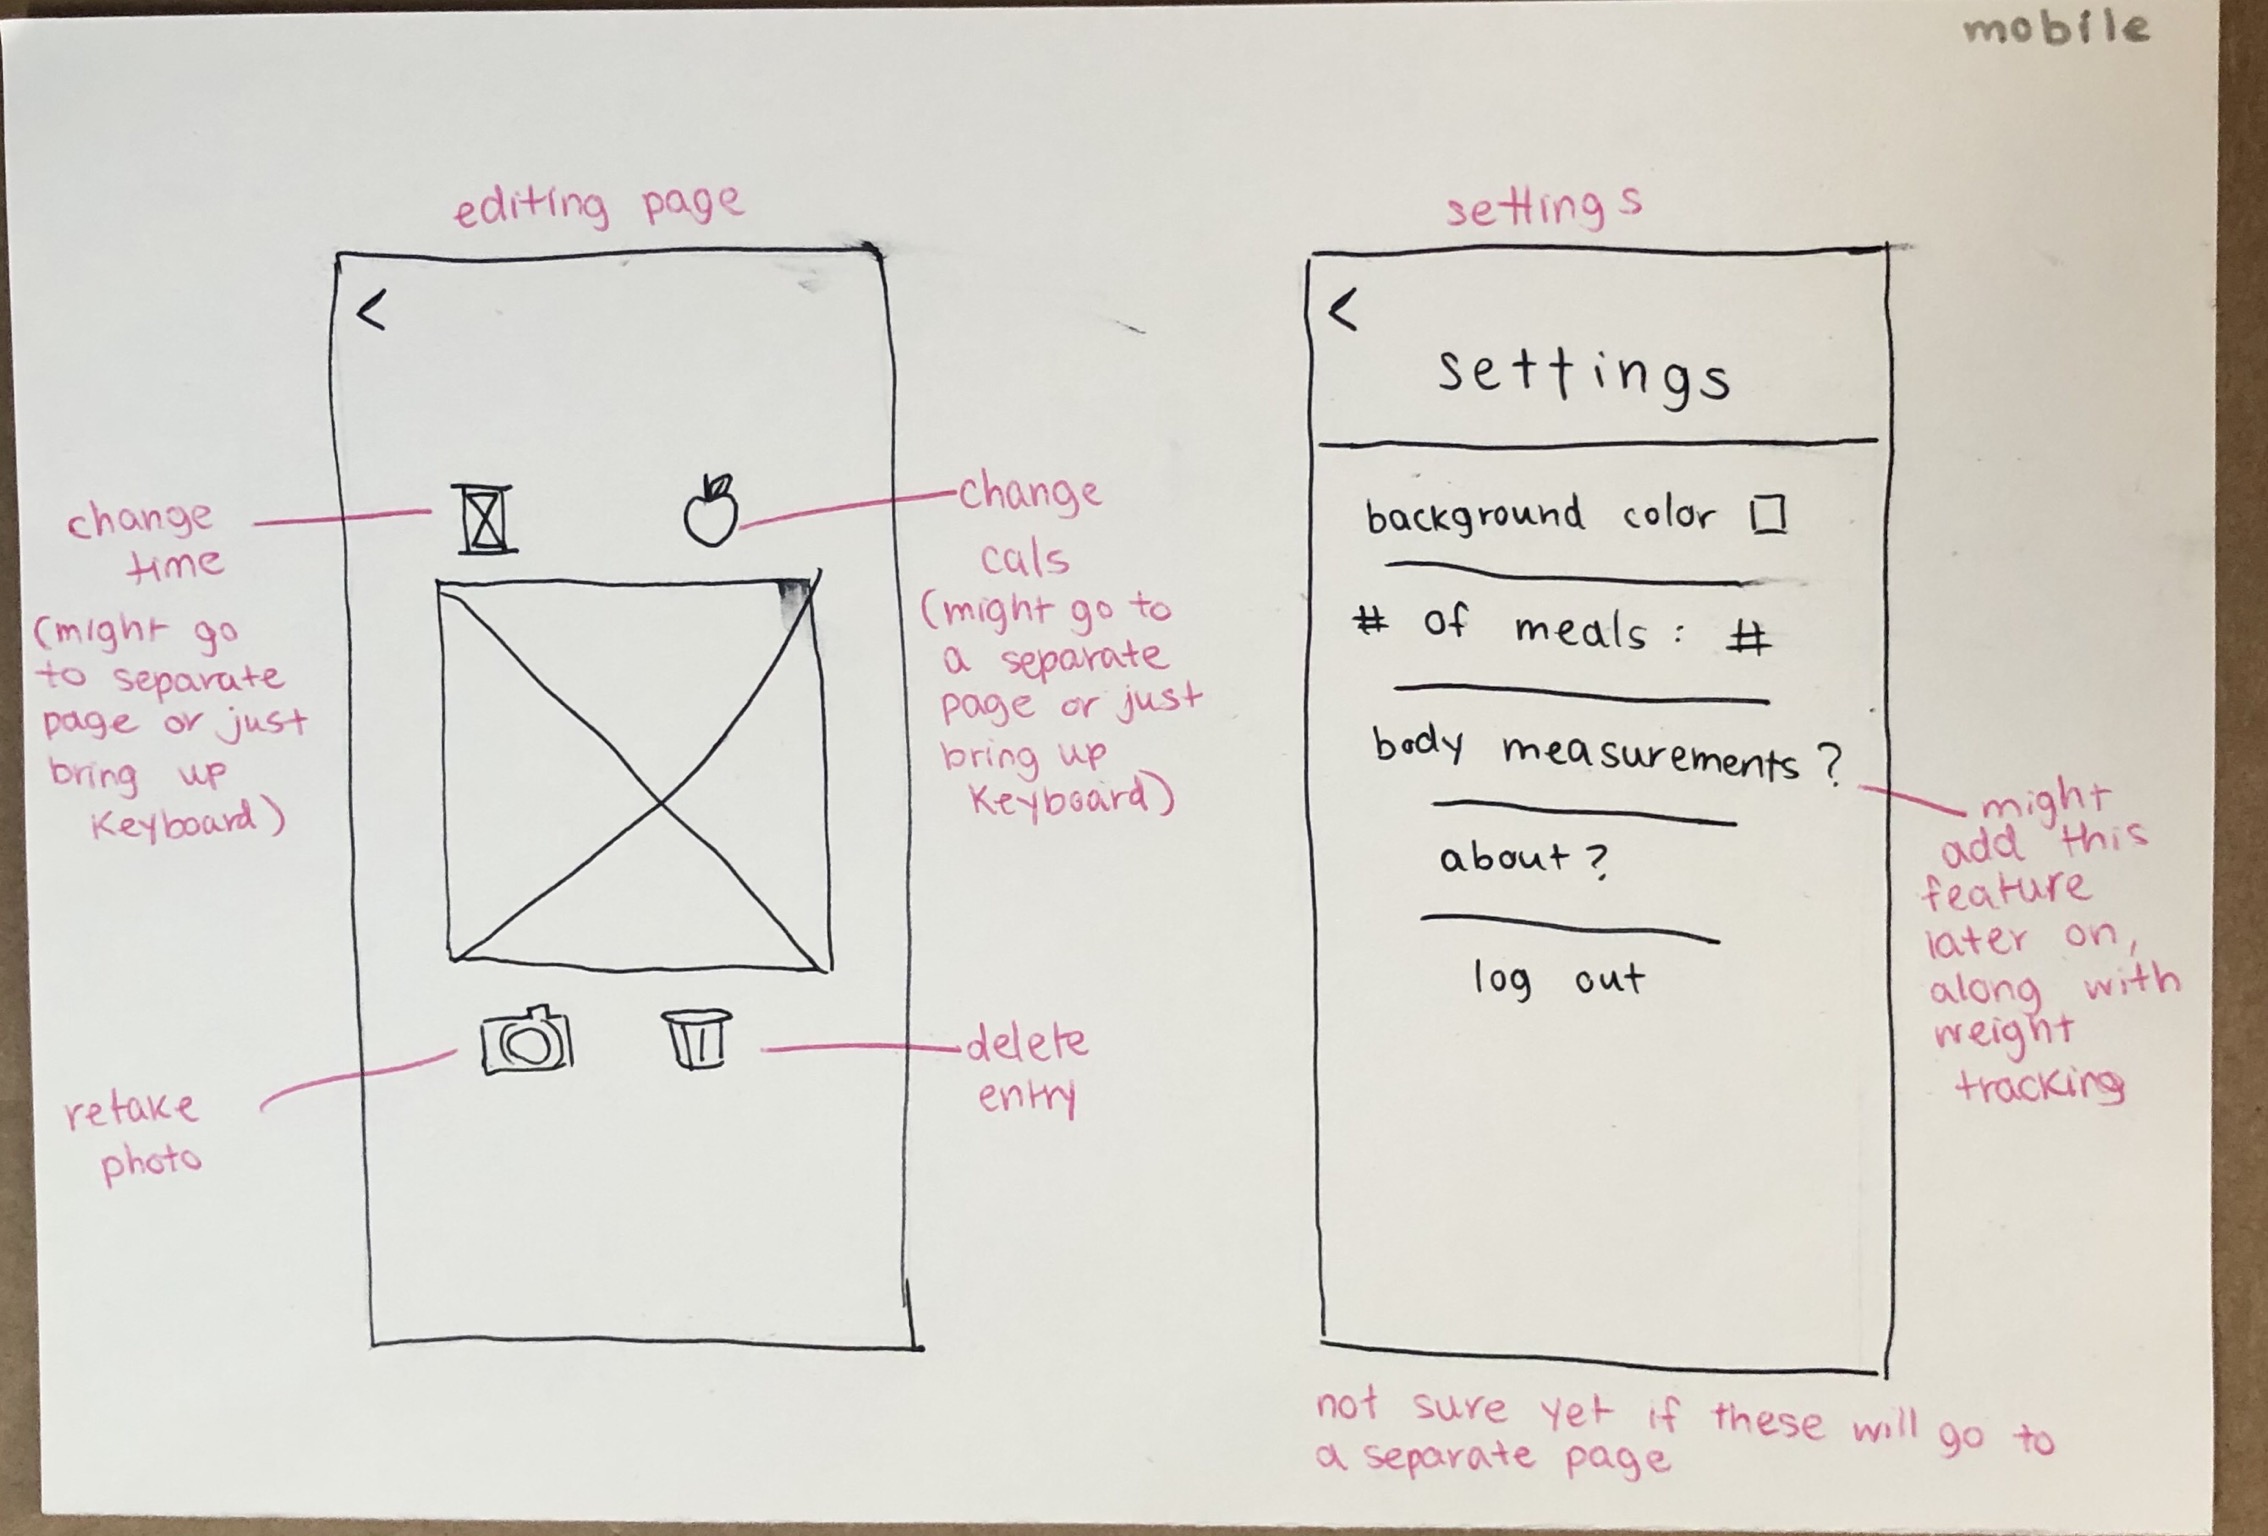 mobile
editing page
<
change
time
(might go
to separate
page or just
bring up
keyboard)
change
cals
(might go to
a separate
page or just
bring up
keyboard)
retake
photo
delete
entry
settings
<
settings
background color
# of meals: #
body measurements?
about?
log out
might
add this
feature
later on,
along with
weight
tracking
not sure yet if these will go to
a separate page